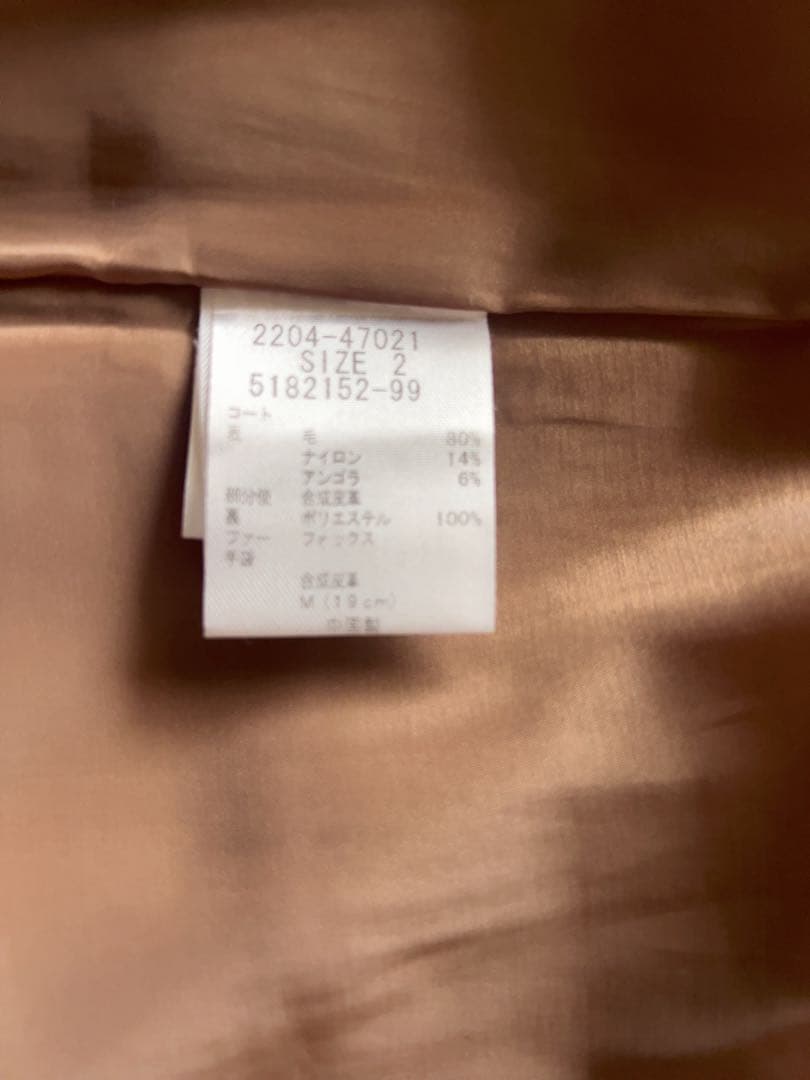 2204-47021
SIZE 2
5182152-99
コート
表 毛 80%
ナイロン 14%
アンゴラ 6%
部分使 合成皮革
裏 ポリエステル 100%
ファー フォックス
手袋
合成皮革
M(19cm)
中国製